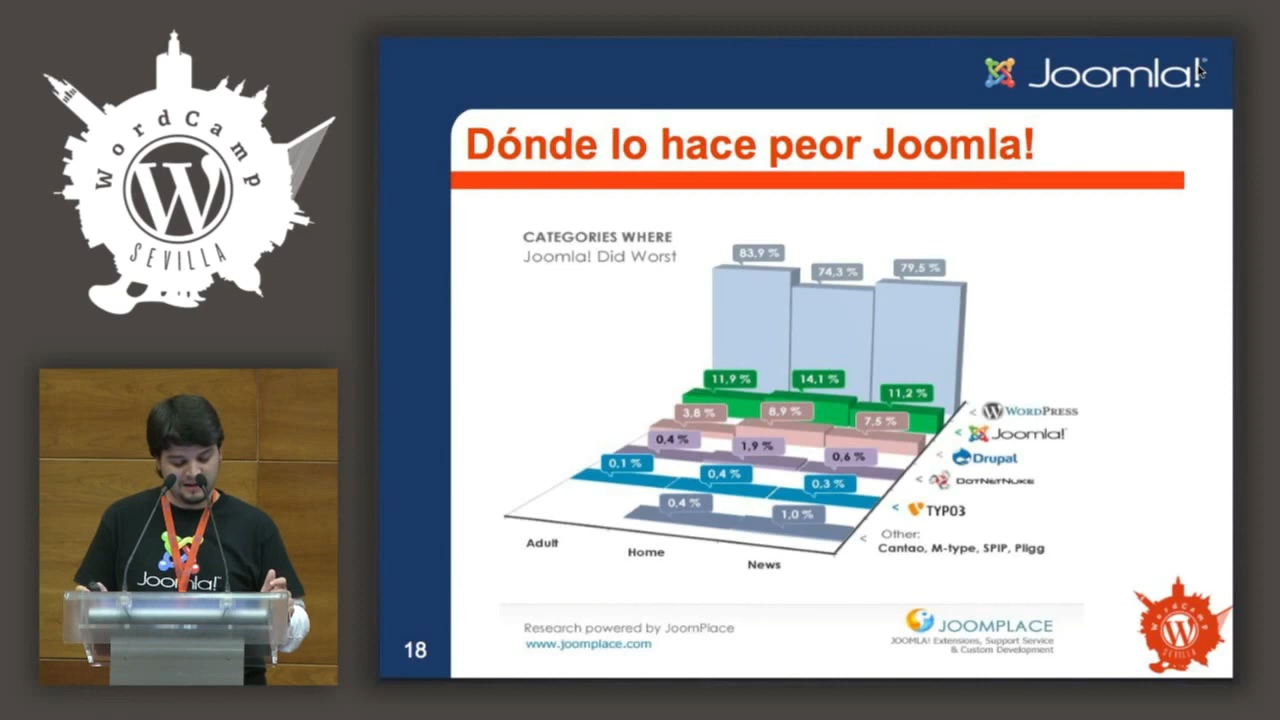 WordCamp
SEVILLA
Joomla!
Joomla!
Dónde lo hace peor Joomla!
CATEGORIES WHERE
Joomla! Did Worst
83,9 %
74,3 %
79,5 %
11,9 %
14,1 %
11,2 %
3,8 %
8,9 %
7,5 %
0,4 %
1,9 %
0,6 %
0,1 %
0,4 %
0,3 %
0,4 %
1,0 %
< WORDPRESS
< Joomla!
< Drupal
< DOTNETNUKE
< TYPO3
< Other:
Cantao, M-type, SPIP, Pligg
Adult
Home
News
Research powered by JoomPlace
www.joomplace.com
JOOMPLACE
JOOMLA! Extensions, Support Service
& Custom Development
18
WordCamp
SEVILLA